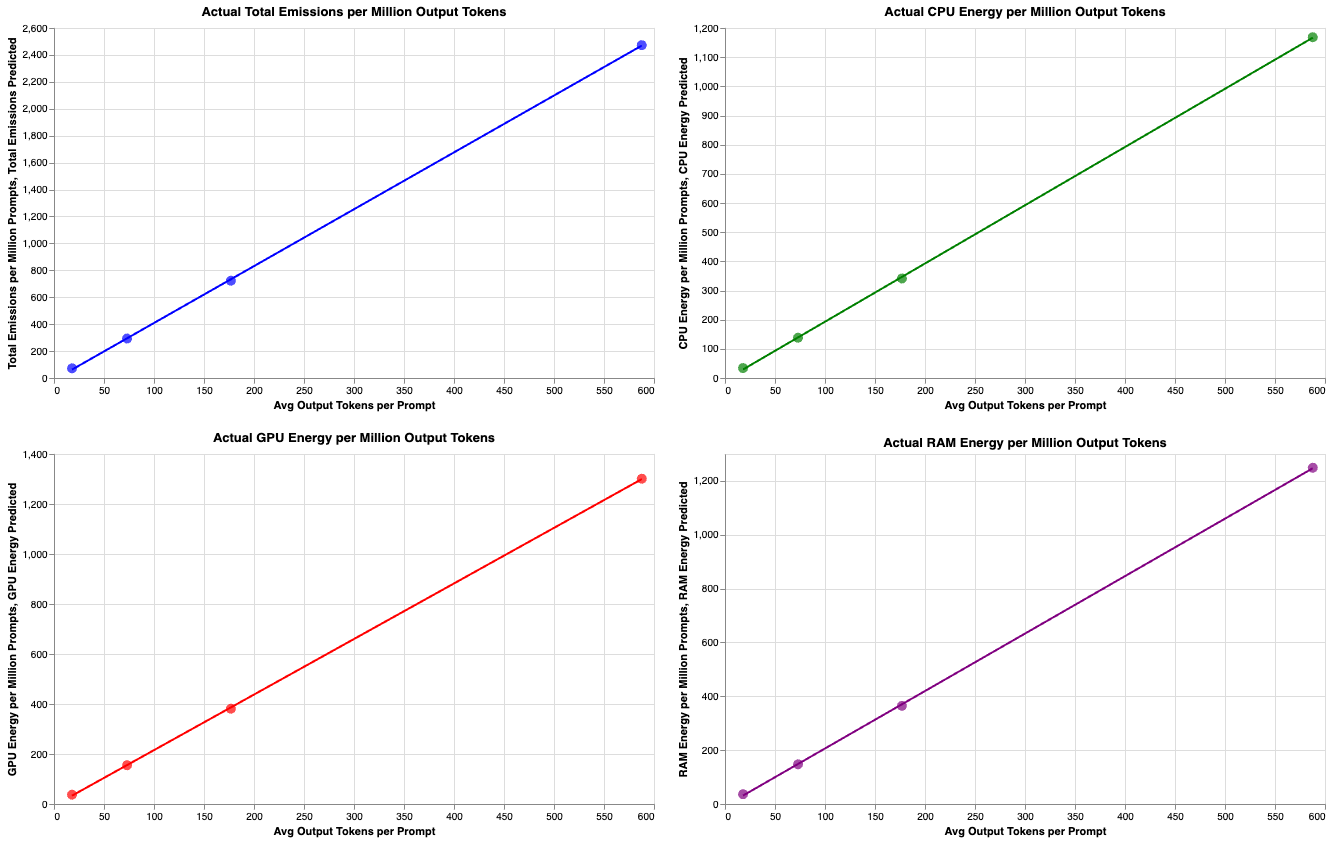 Actual Total Emissions per Million Output Tokens
Total Emissions per Million Prompts, Total Emissions Predicted
2,600
2,400
2,200
2,000
1,800
1,600
1,400
1,200
1,000
800
600
400
200
0
0 50 100 150 200 250 300 350 400 450 500 550 600
Avg Output Tokens per Prompt
Actual CPU Energy per Million Output Tokens
CPU Energy per Million Prompts, CPU Energy Predicted
1,200
1,100
1,000
900
800
700
600
500
400
300
200
100
0
0 50 100 150 200 250 300 350 400 450 500 550 600
Avg Output Tokens per Prompt
Actual GPU Energy per Million Output Tokens
GPU Energy per Million Prompts, GPU Energy Predicted
1,400
1,200
1,000
800
600
400
200
0
0 50 100 150 200 250 300 350 400 450 500 550 600
Avg Output Tokens per Prompt
Actual RAM Energy per Million Output Tokens
RAM Energy per Million Prompts, RAM Energy Predicted
1,200
1,000
800
600
400
200
0
0 50 100 150 200 250 300 350 400 450 500 550 600
Avg Output Tokens per Prompt